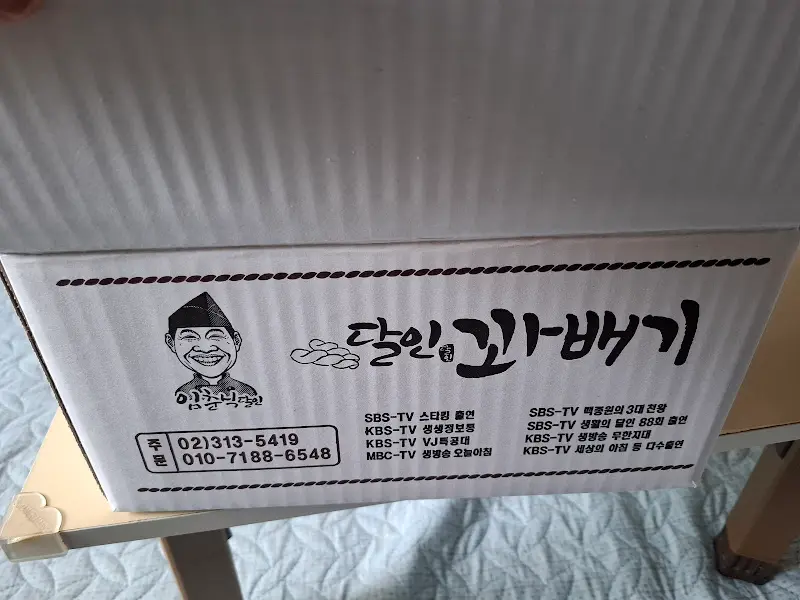 달인 꽈배기
임춘식 달인
주문
02)313-5419
010-7188-6548
SBS-TV 스타킹 출연
KBS-TV 생생정보통
KBS-TV VJ특공대
MBC-TV 생방송 오늘아침
SBS-TV 백종원의 3대 천왕
SBS-TV 생활의 달인 88회 출연
KBS-TV 생방송 무한지대
KBS-TV 세상의 아침 등 다수출연